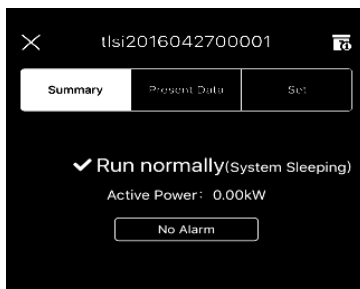 tlsi2016042700001
Summary
Present Data
Set
Run normally(System Sleeping)
Active Power: 0.00kW
No Alarm